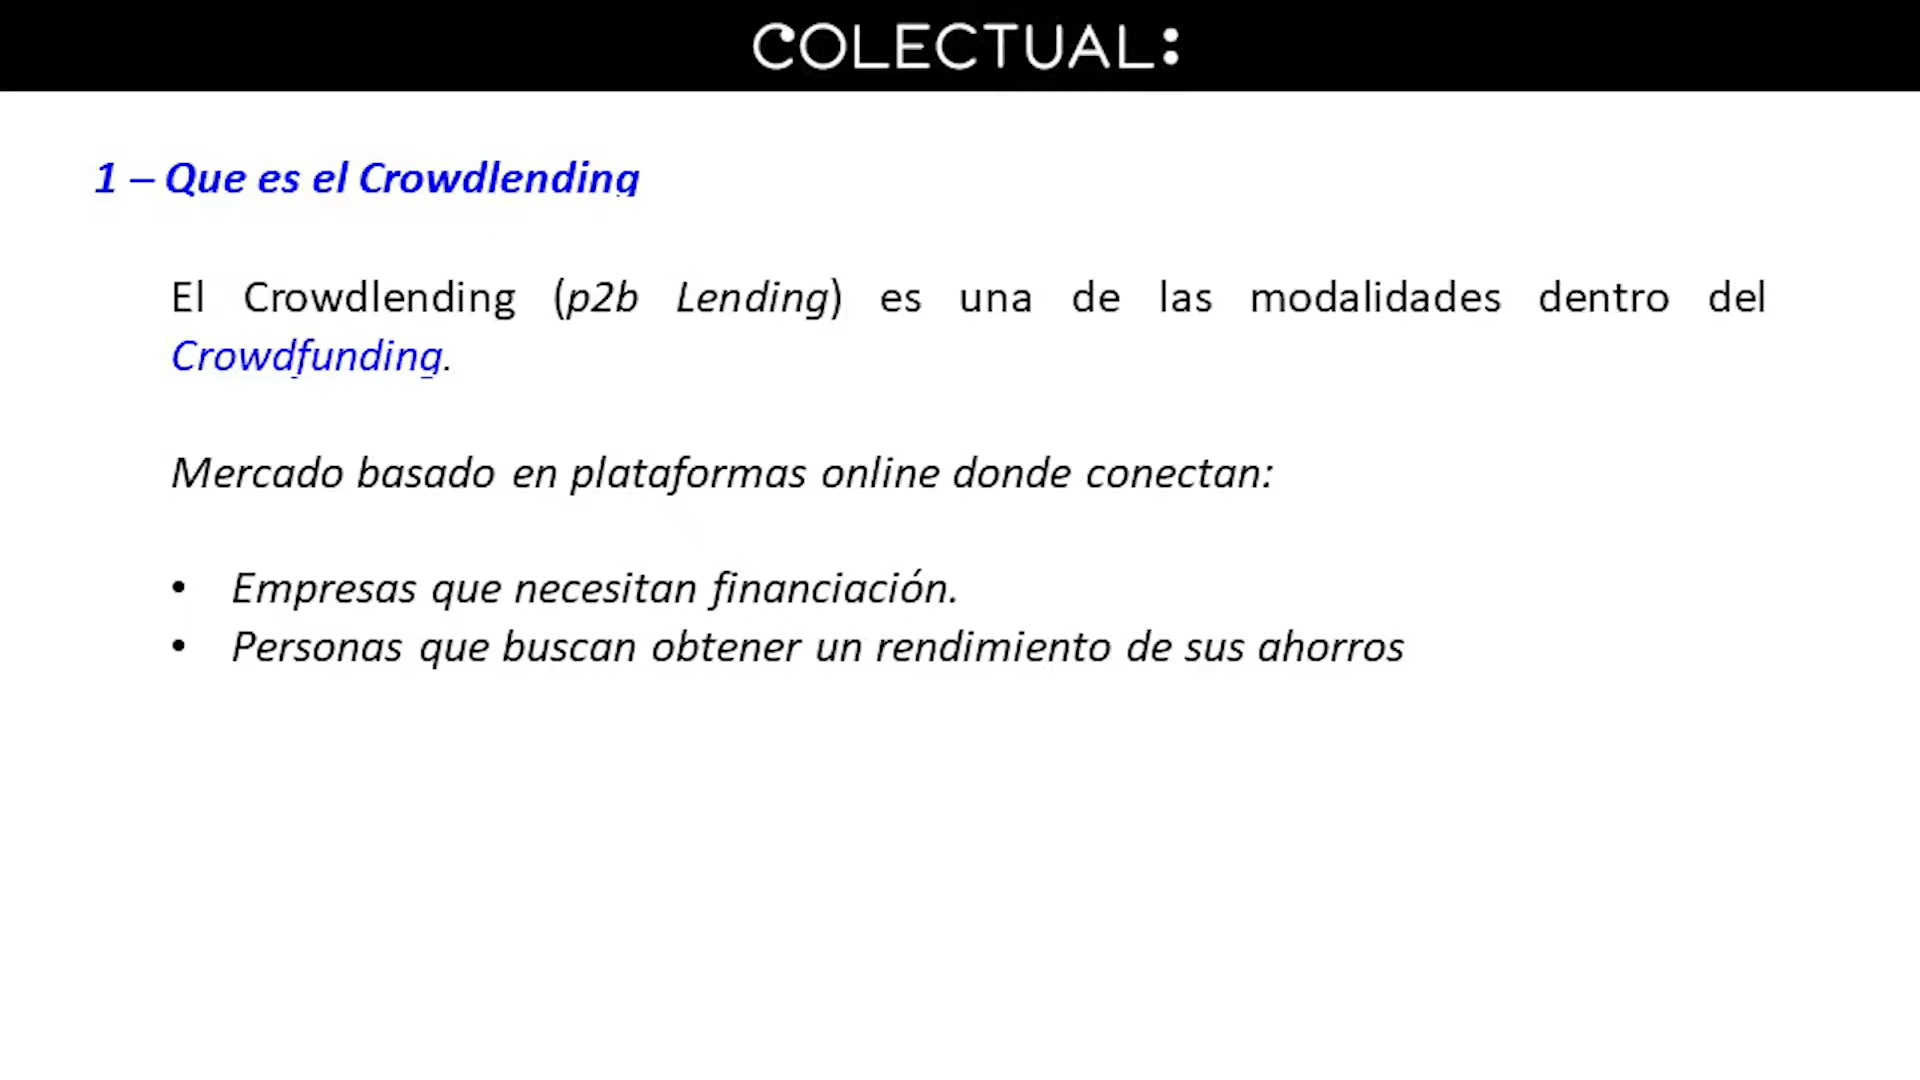 COLECTUAL:
1 – Que es el Crowdlending
El Crowdlending (p2b Lending) es una de las modalidades dentro del
Crowdfunding.
Mercado basado en plataformas online donde conectan:
• Empresas que necesitan financiación.
• Personas que buscan obtener un rendimiento de sus ahorros